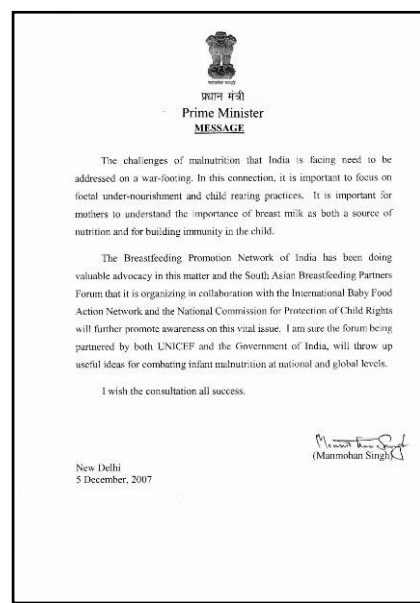 प्रधान मंत्री
Prime Minister
MESSAGE
The challenges of malnutrition that India is facing need to be
addressed on a war-footing. In this connection, it is important to focus on
foetal under-nourishment and child rearing practices. It is important for
mothers to understand the importance of breast milk as both a source of
nutrition and for building immunity in the child.
The Breastfeeding Promotion Network of India has been doing
valuable advocacy in this matter and the South Asian Breastfeeding Partners
Forum that it is organizing in collaboration with the International Baby Food
Action Network and the National Commission for Protection of Child Rights
will further promote awareness on this vital issue. I am sure the forum being
partnered by both UNICEF and the Government of India, will throw up
useful ideas for combating infant malnutrition at national and global levels.
I wish the consultation all success.
Manmohan Singh
(Manmohan Singh)
New Delhi
5 December, 2007